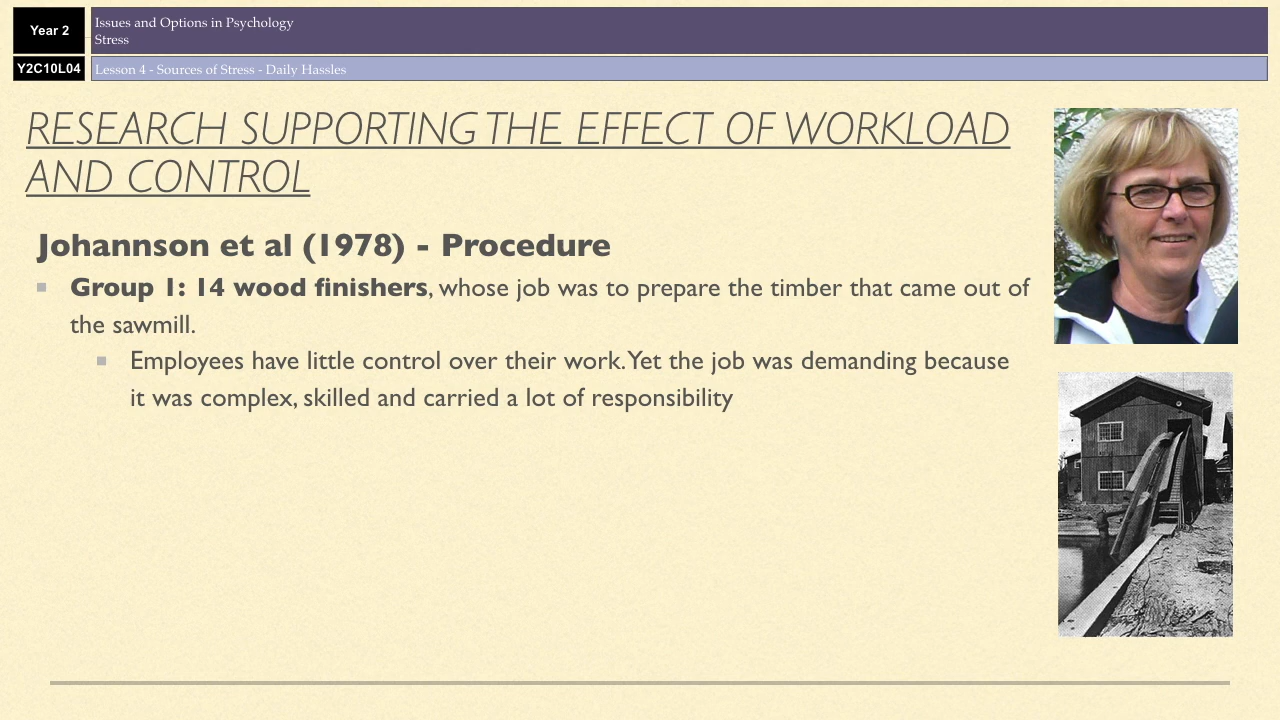 Year 2
Issues and Options in Psychology
Stress
Y2C10L04
Lesson 4 - Sources of Stress - Daily Hassles
RESEARCH SUPPORTING THE EFFECT OF WORKLOAD
AND CONTROL
Johannson et al (1978) - Procedure
Group 1: 14 wood finishers, whose job was to prepare the timber that came out of
the sawmill.
Employees have little control over their work. Yet the job was demanding because
it was complex, skilled and carried a lot of responsibility